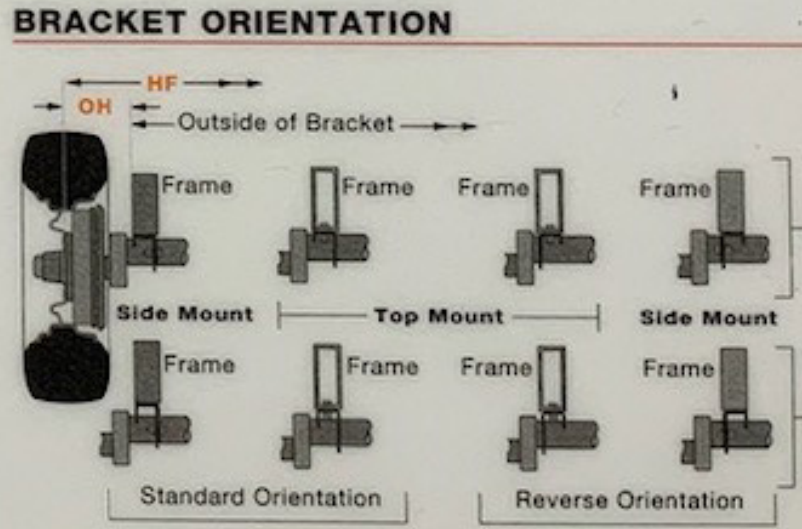 BRACKET ORIENTATION
HF
OH
Outside of Bracket
Frame Frame Frame Frame
Side Mount Top Mount Side Mount
Frame Frame Frame Frame
Standard Orientation Reverse Orientation